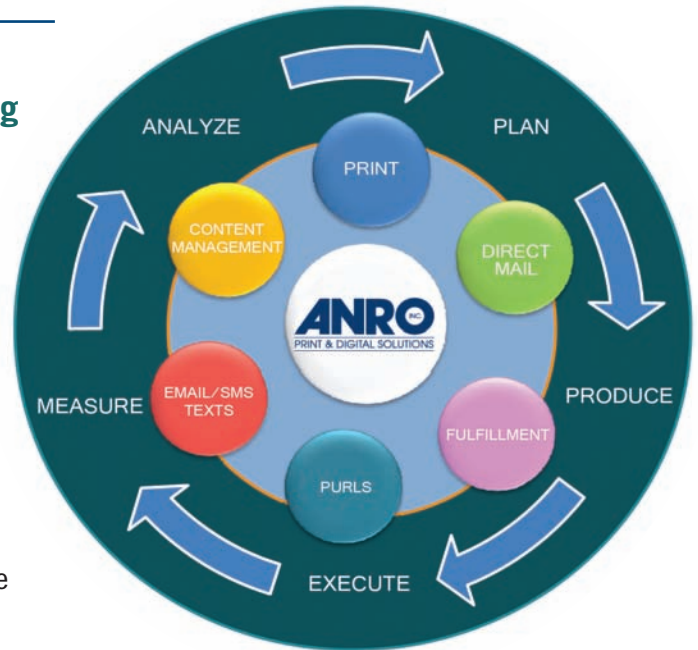 g
ANALYZE
PLAN
PRINT
CONTENT
MANAGEMENT
DIRECT
MAIL
ANRO INC
PRINT & DIGITAL SOLUTIONS
EMAIL/SMS
TEXTS
MEASURE
PRODUCE
FULFILLMENT
PURLS
e
EXECUTE